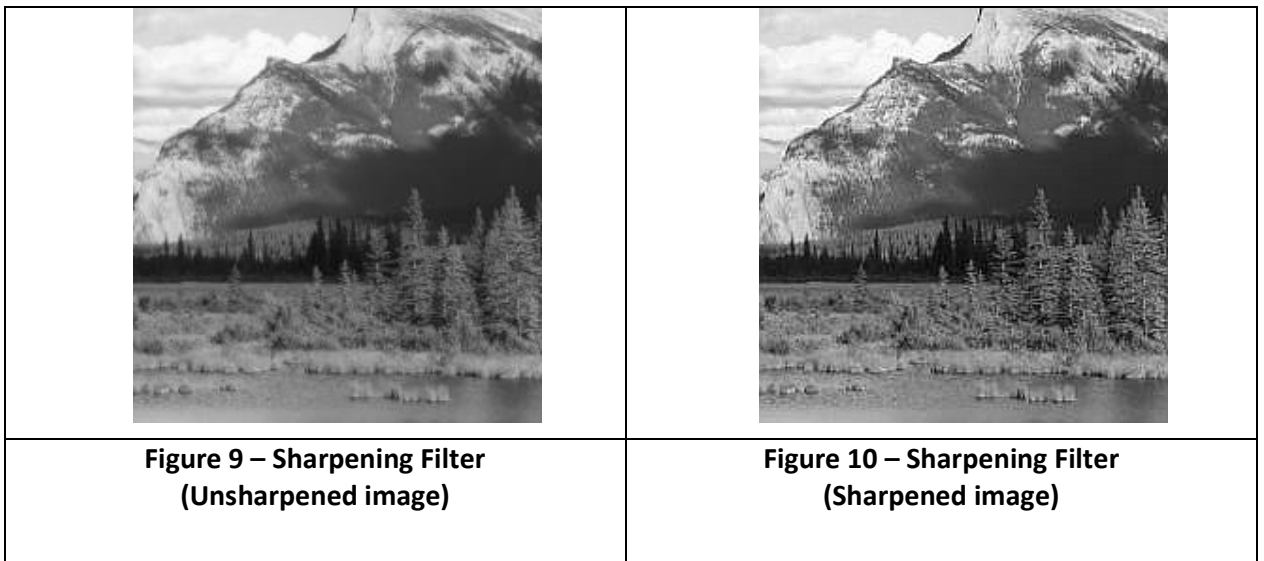 Figure 9 – Sharpening Filter
(Unsharpened image)
Figure 10 – Sharpening Filter
(Sharpened image)